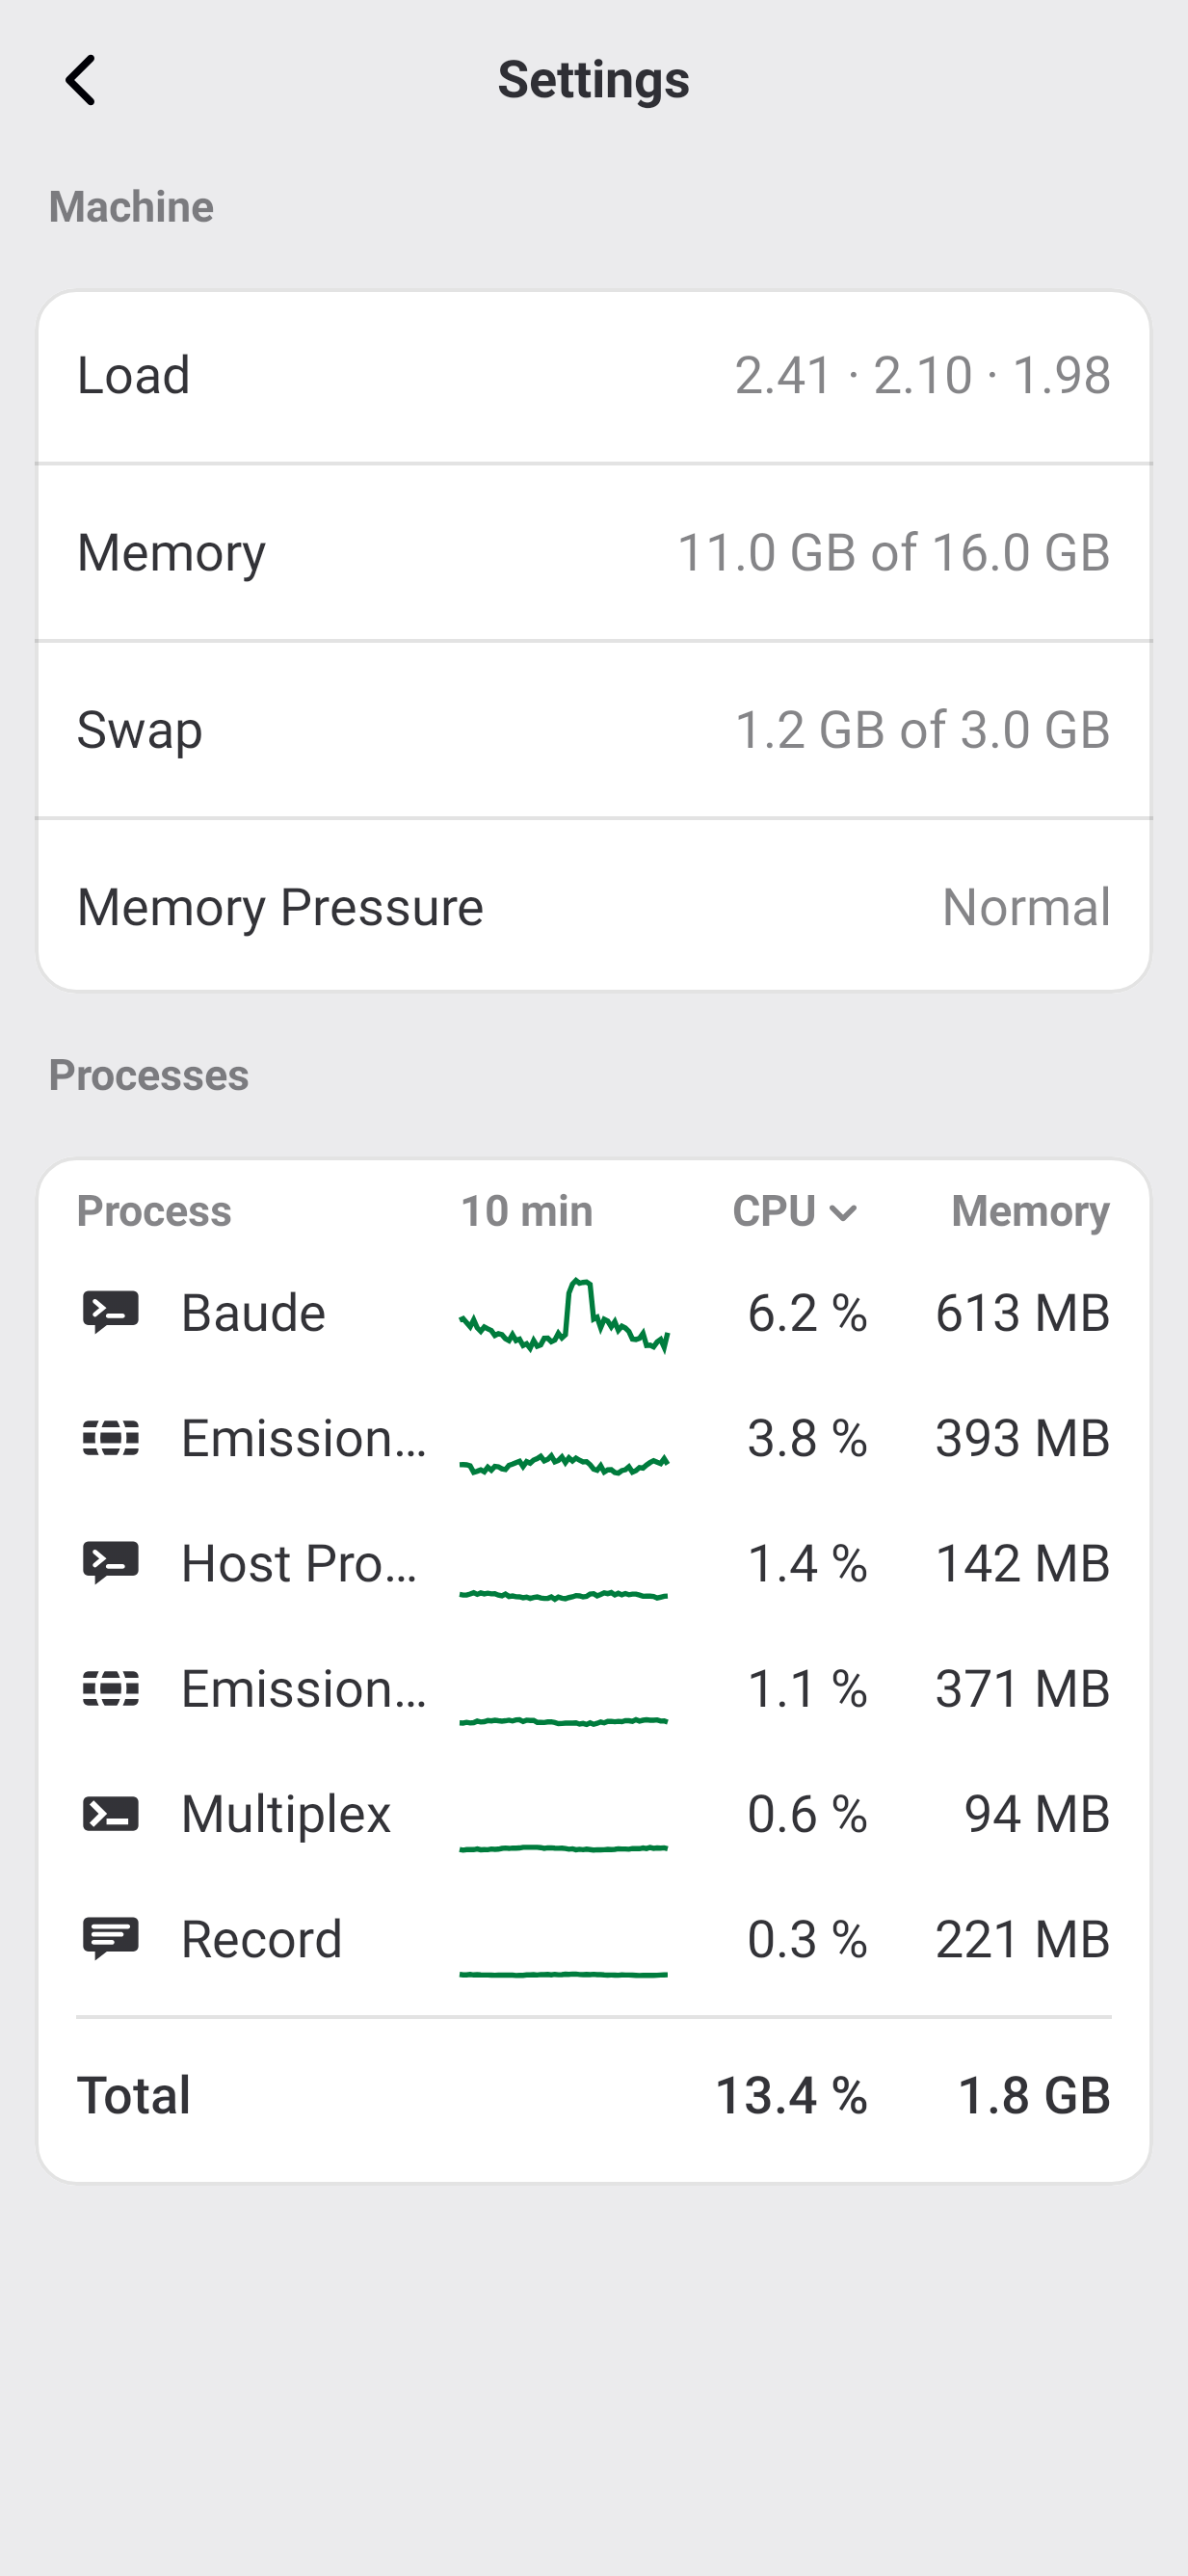 Settings
Machine
Load 2.41 · 2.10 · 1.98
Memory 11.0 GB of 16.0 GB
Swap 1.2 GB of 3.0 GB
Memory Pressure Normal
Processes
Process 10 min CPU Memory
Baude 6.2 % 613 MB
Emission… 3.8 % 393 MB
Host Pro… 1.4 % 142 MB
Emission… 1.1 % 371 MB
Multiplex 0.6 % 94 MB
Record 0.3 % 221 MB
Total 13.4 % 1.8 GB